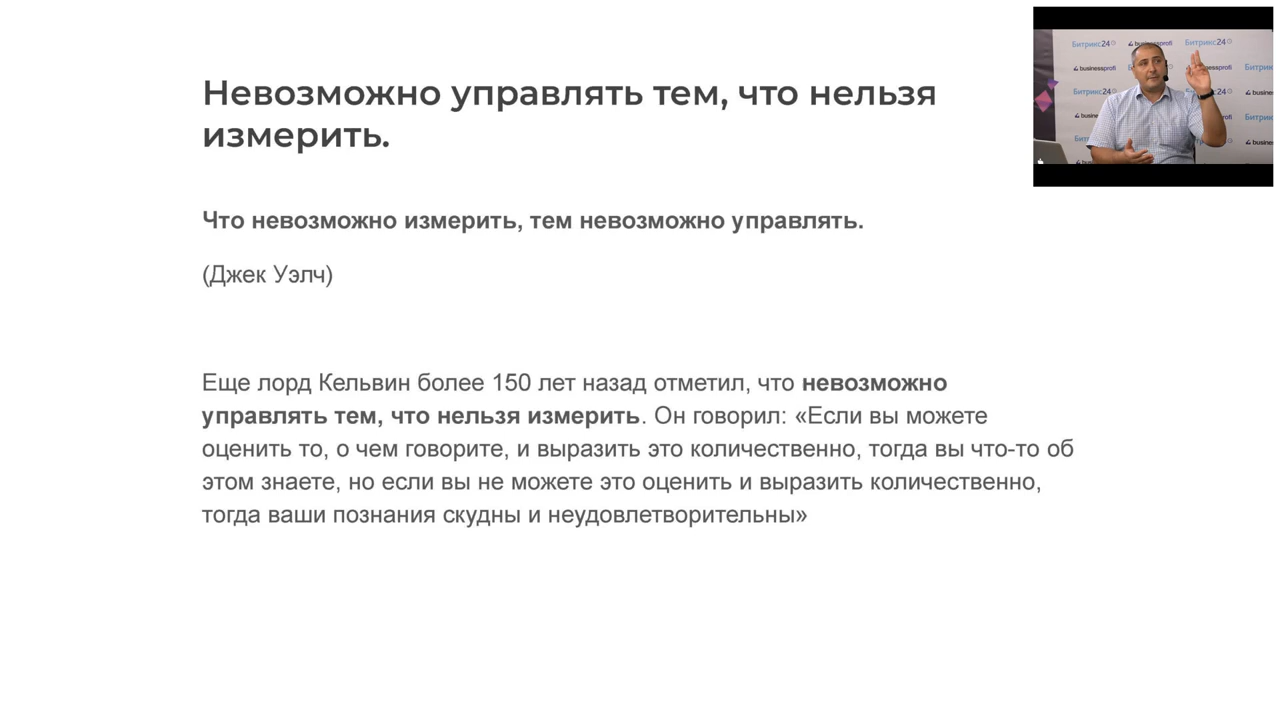 Невозможно управлять тем, что нельзя
измерить.
Что невозможно измерить, тем невозможно управлять.
(Джек Уэлч)
Еще лорд Кельвин более 150 лет назад отметил, что невозможно
управлять тем, что нельзя измерить. Он говорил: «Если вы можете
оценить то, о чем говорите, и выразить это количественно, тогда вы что-то об
этом знаете, но если вы не можете это оценить и выразить количественно,
тогда ваши познания скудны и неудовлетворительны»
Битрикс24
businessprofi
Битрикс24
businessprofi
Битрикс24